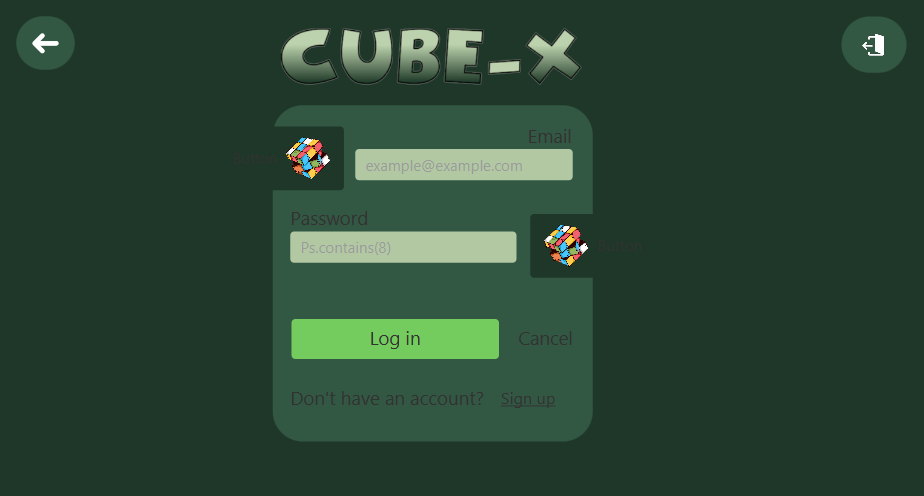 CUBE-X
Email
example@example.com
Password
Ps.contains(8)
Log in
Cancel
Don't have an account? Sign up